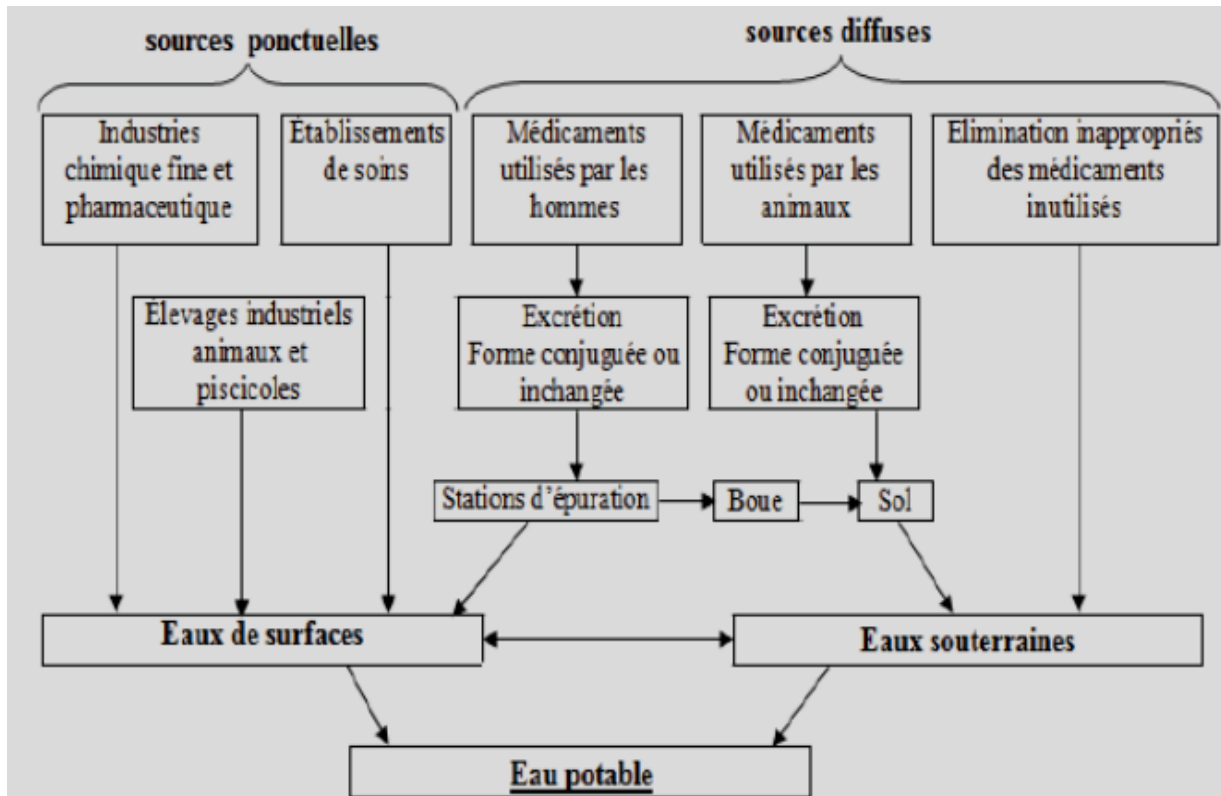 sources ponctuelles
sources diffuses
Industries
chimique fine et
pharmaceutique
Établissements
de soins
Médicaments
utilisés par les
hommes
Médicaments
utilisés par les
animaux
Elimination inappropriés
des médicaments
inutilisés
Élevages industriels
animaux et
piscicoles
Excrétion
Forme conjuguée ou
inchangée
Excrétion
Forme conjuguée
ou inchangée
Stations d'épuration
Boue
Sol
Eaux de surfaces
Eaux souterraines
Eau potable